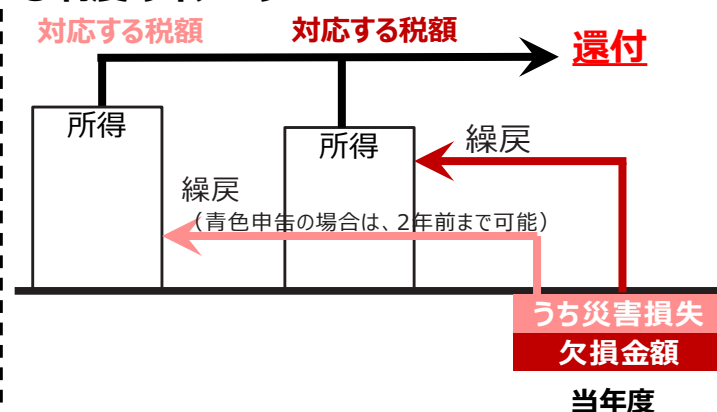 対応する税額
対応する税額
還付
所得
所得
繰戻
繰戻
（青色申告の場合は、2年前まで可能）
うち災害損失
欠損金額
当年度